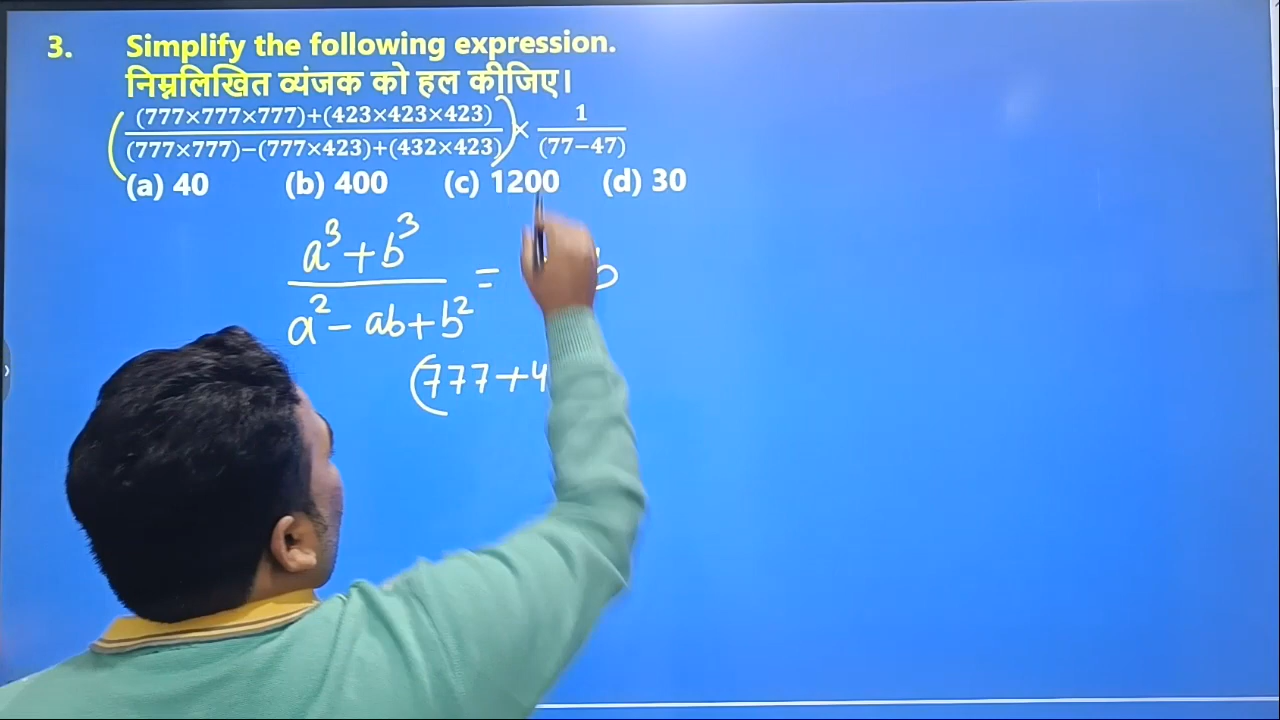 3. Simplify the following expression.
निम्नलिखित व्यंजक को हल कीजिए।
(777×777×777)+(423×423×423)
(777×777)−(777×423)+(432×423)
× 1
(77−47)
(a) 40 (b) 400 (c) 1200 (d) 30
a³+b³
a²-ab+b²
= b
(777+4